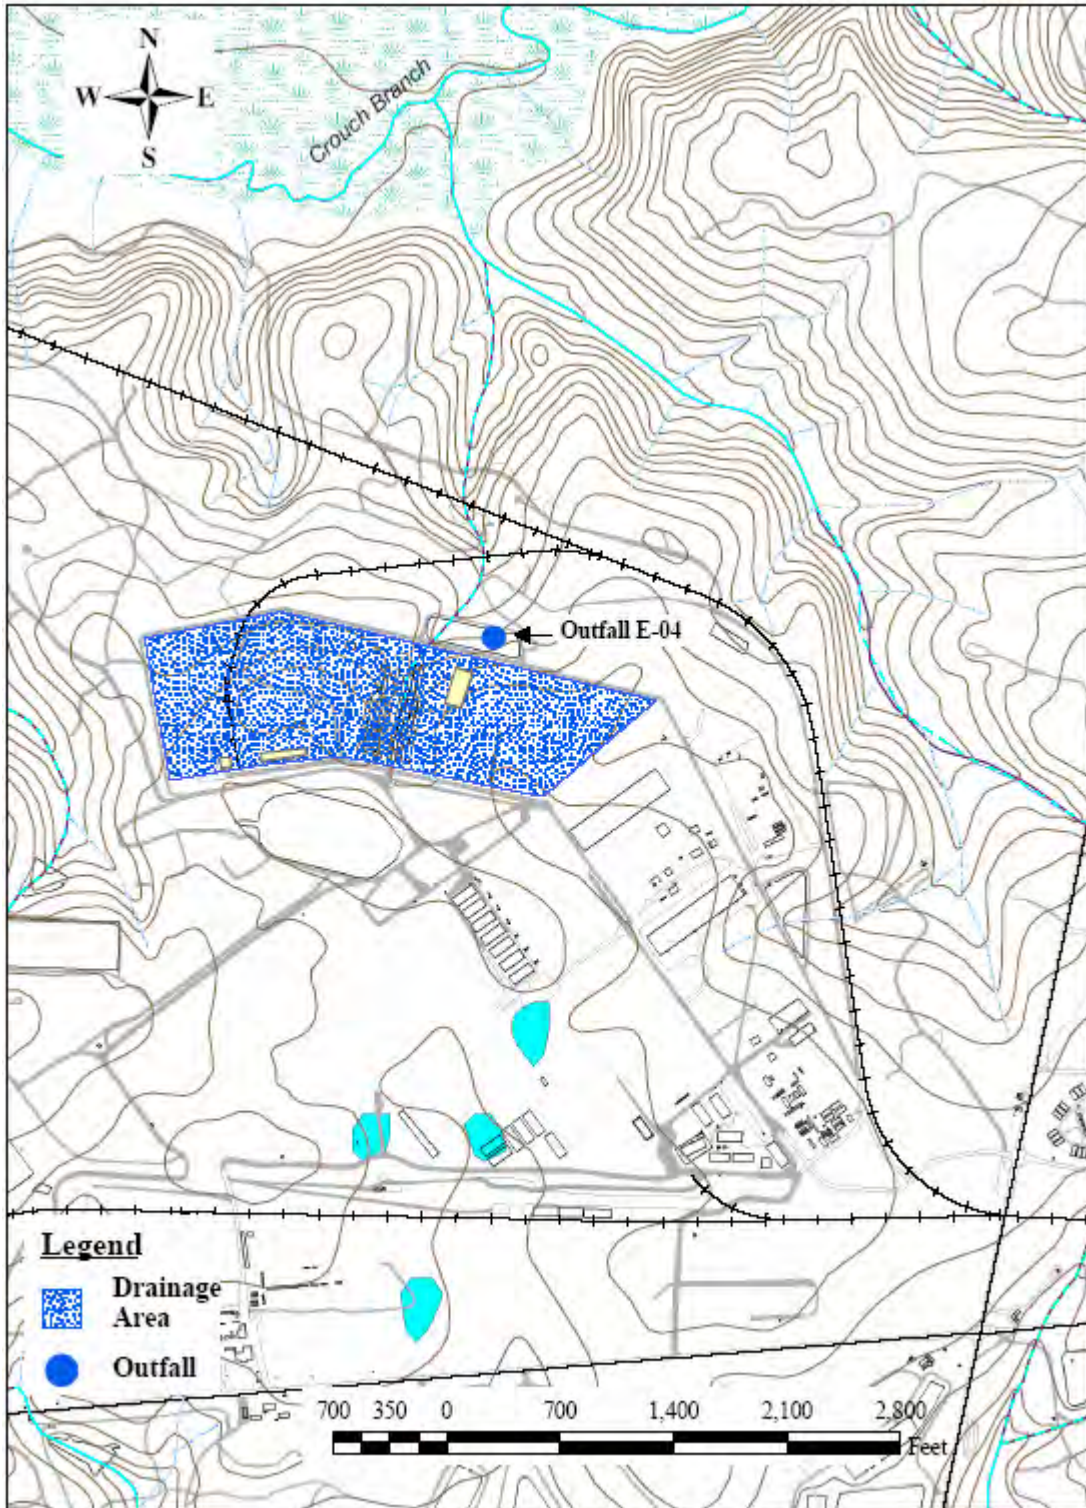 N
W E
S
Crouch Branch
Outfall E-04
Legend
Drainage
Area
Outfall
700 350 0 700 1,400 2,100 2,800
Feet